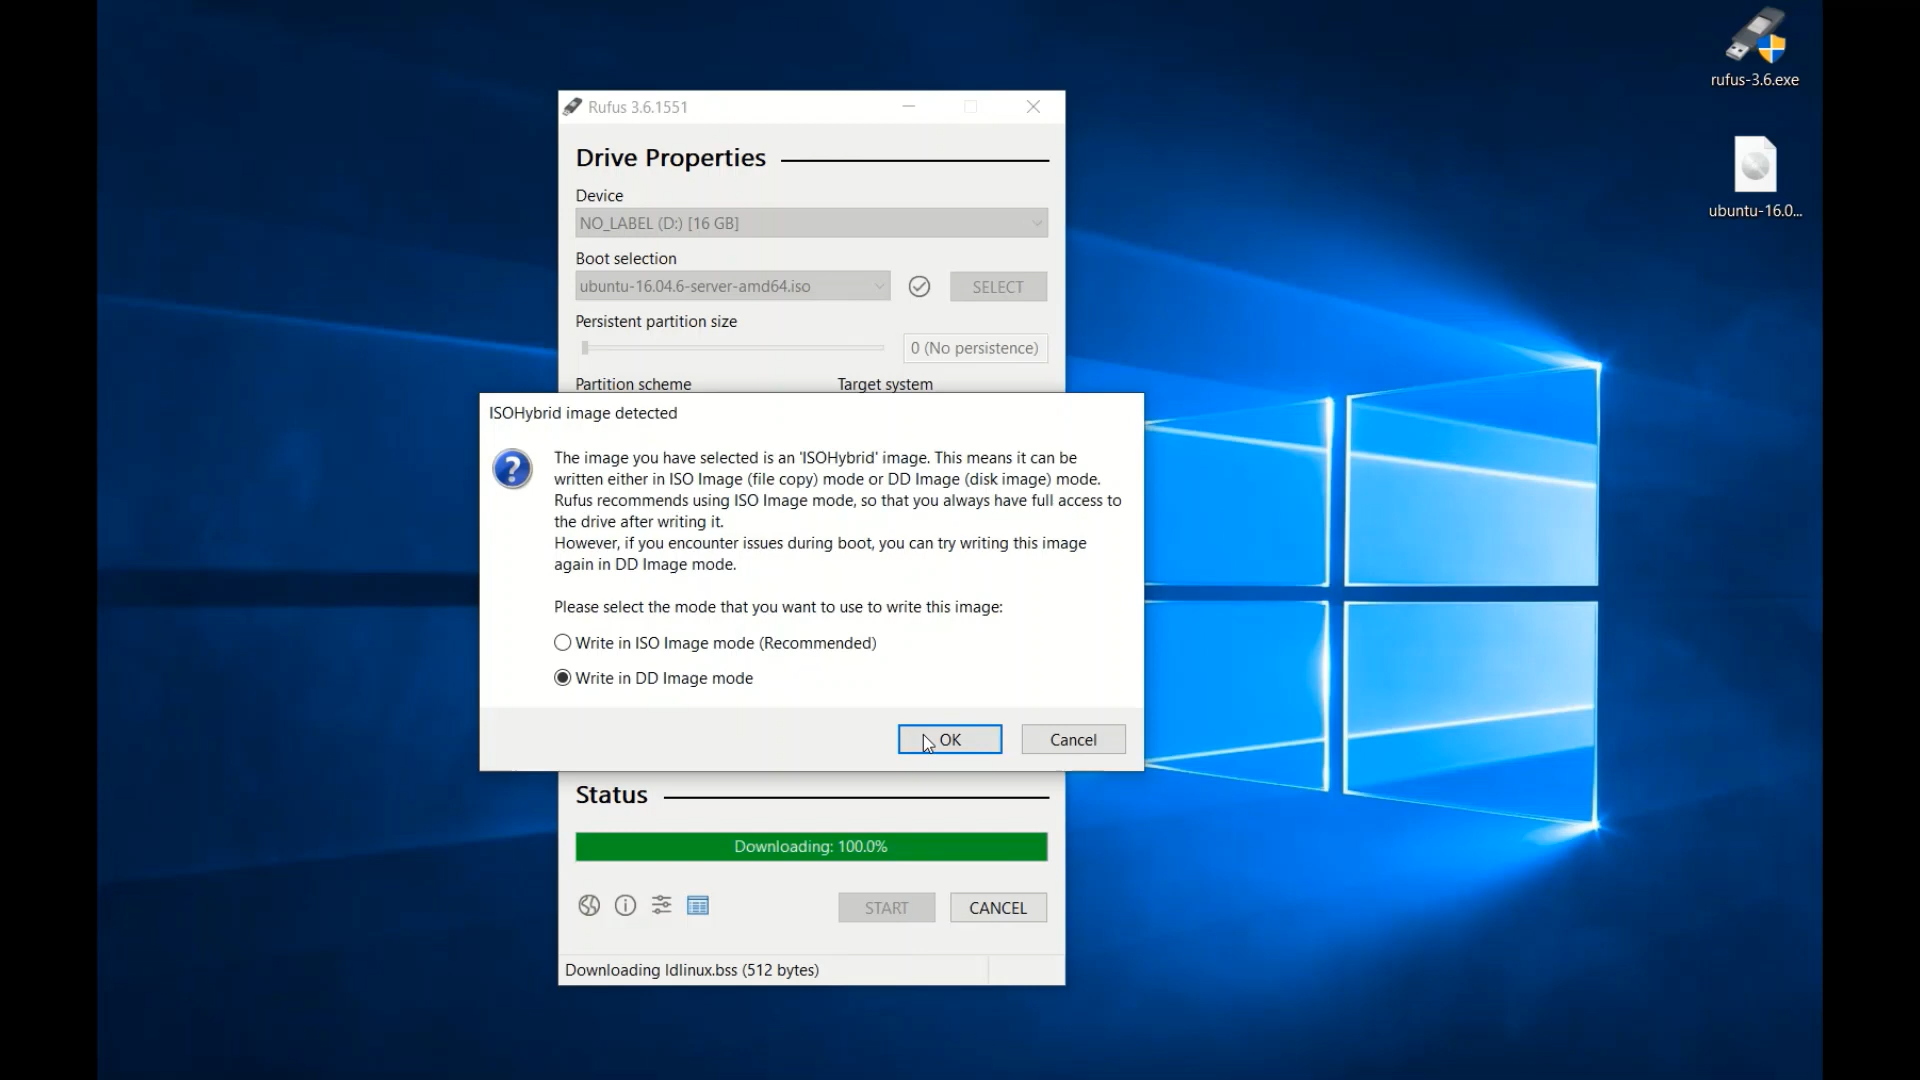 rufus-3.6.exe
ubuntu-16.0...
Rufus 3.6.1551
Drive Properties
Device
NO_LABEL (D:) [16 GB]
Boot selection
ubuntu-16.04.6-server-amd64.iso
SELECT
Persistent partition size
0 (No persistence)
Partition scheme
Target system
ISOHybrid image detected
The image you have selected is an 'ISOHybrid' image. This means it can be
written either in ISO Image (file copy) mode or DD Image (disk image) mode.
Rufus recommends using ISO Image mode, so that you always have full access to
the drive after writing it.
However, if you encounter issues during boot, you can try writing this image
again in DD Image mode.
Please select the mode that you want to use to write this image:
Write in ISO Image mode (Recommended)
Write in DD Image mode
OK
Cancel
Status
Downloading: 100.0%
START
CANCEL
Downloading ldlinux.bss (512 bytes)